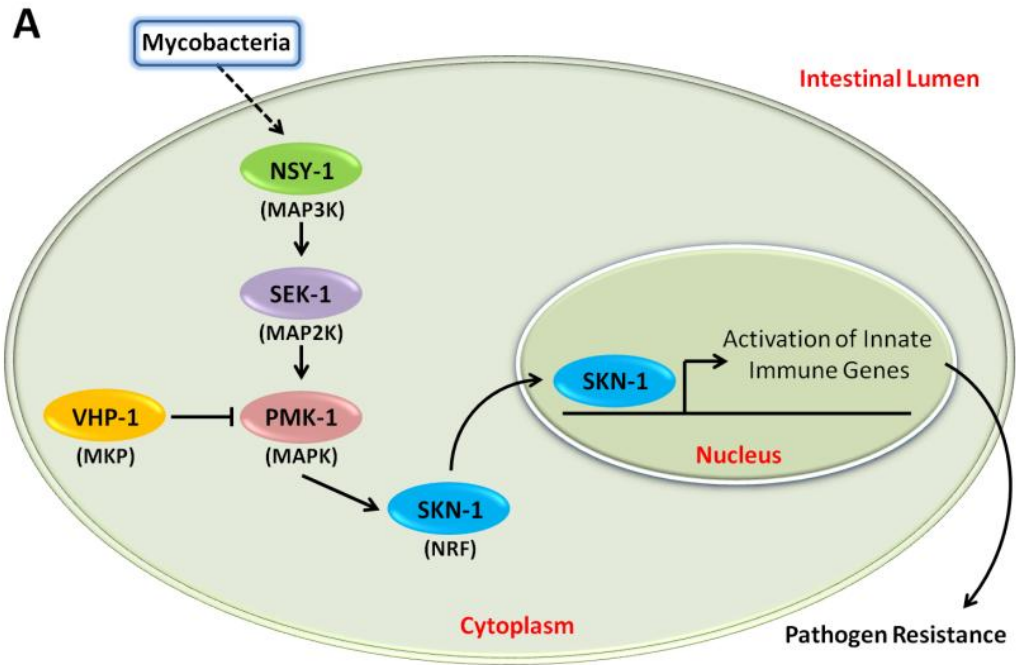 A
Mycobacteria
Intestinal Lumen
NSY-1
(MAP3K)
SEK-1
(MAP2K)
VHP-1
(MKP)
PMK-1
(MAPK)
SKN-1
(NRF)
SKN-1
Activation of Innate
Immune Genes
Nucleus
Cytoplasm
Pathogen Resistance